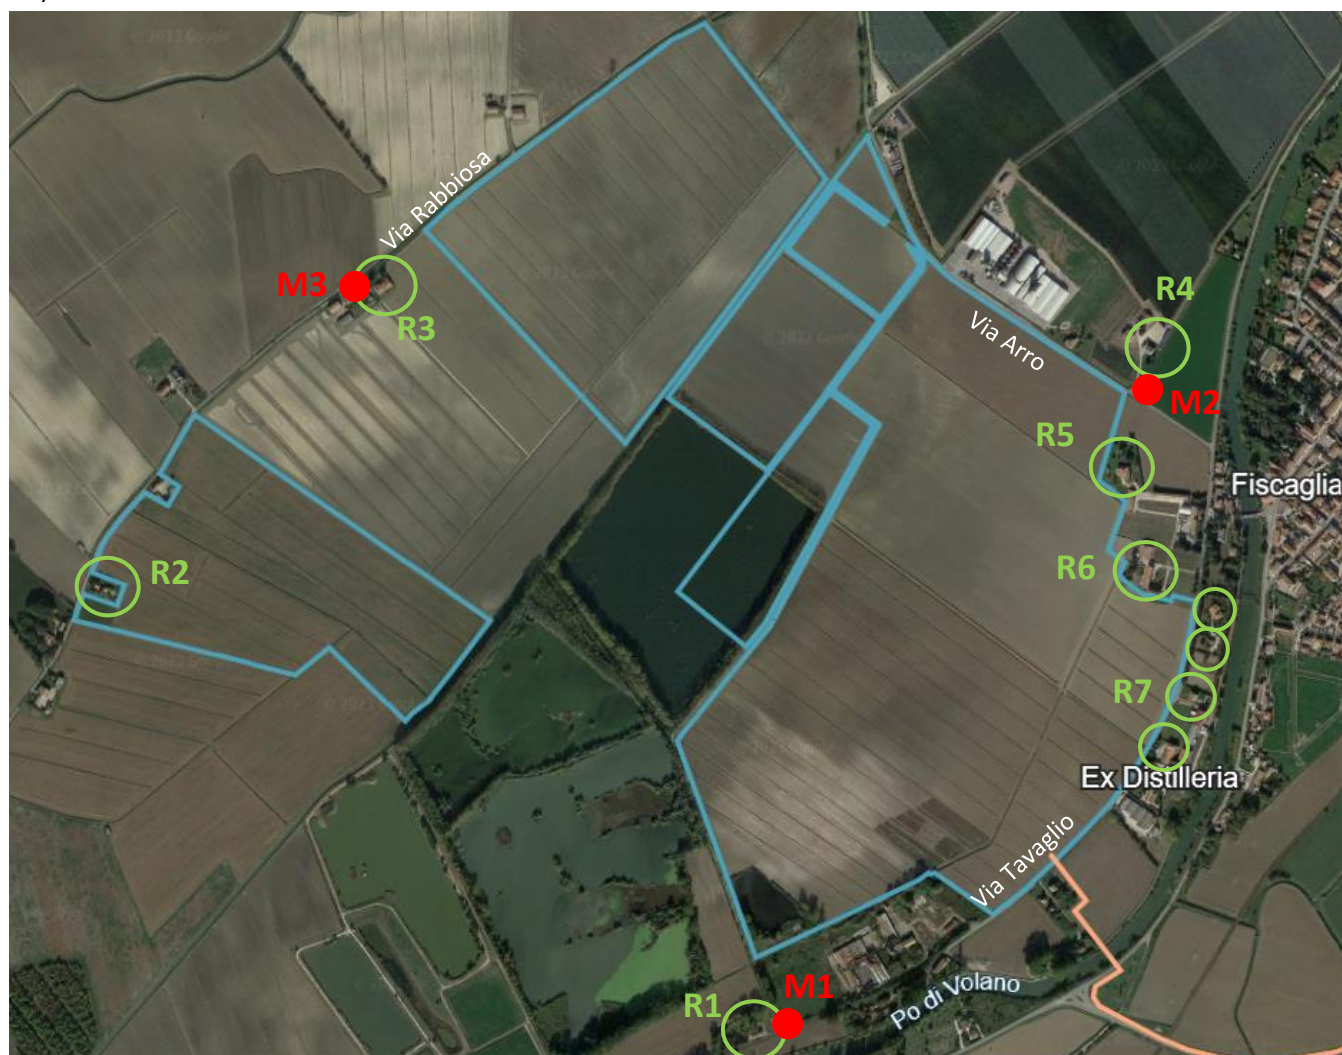 Via Rabbiosa
M3
R3
R4
Via Arro
M2
R5
Fiscaglia
R6
R2
R7
Ex Distilleria
Via Tavaglio
Po di Volano
R1
M1